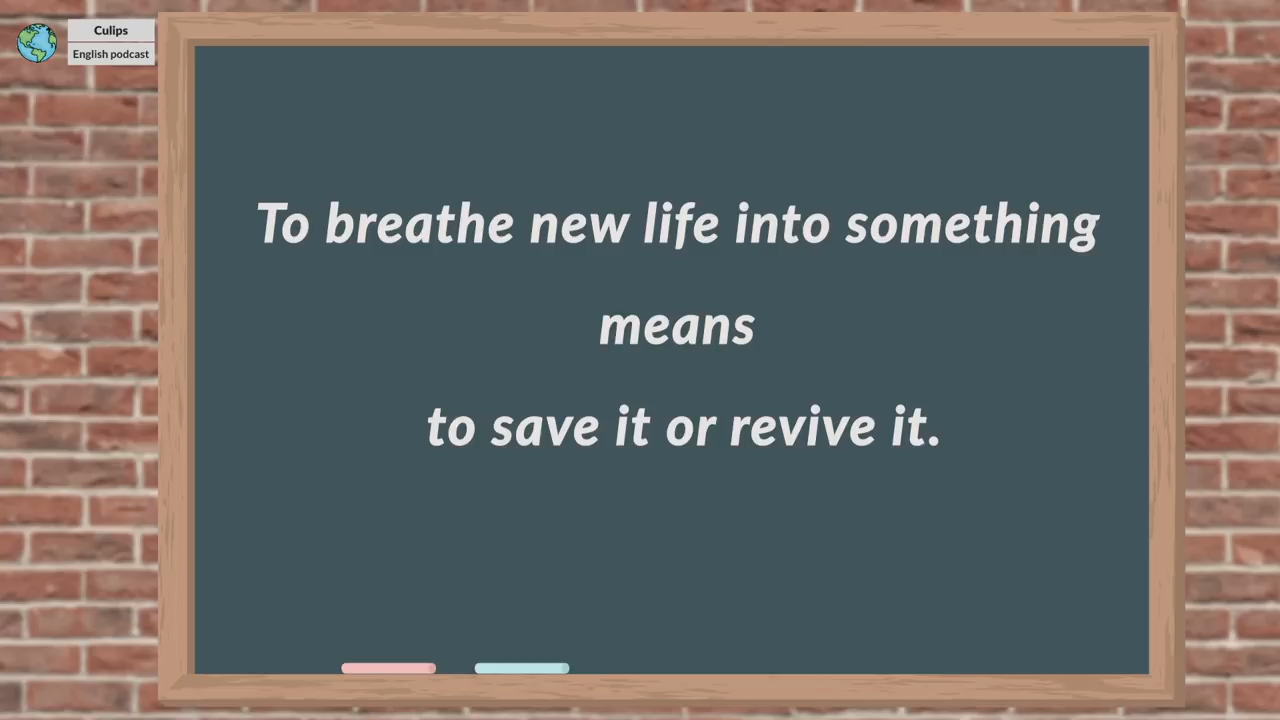 Culips
English podcast
To breathe new life into something
means
to save it or revive it.